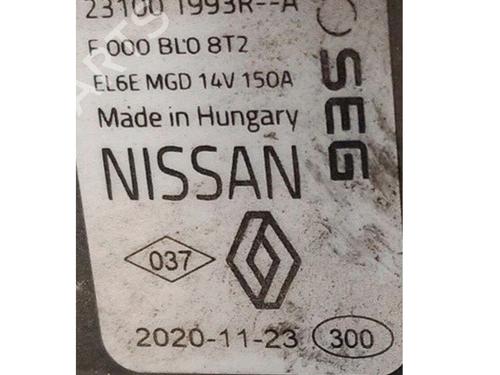 23100 1993R--A
F 000 BL0 8T2
EL6E MGD 14V 150A
Made in Hungary
NISSAN
037
2020-11-23 300
SEG
PARTS